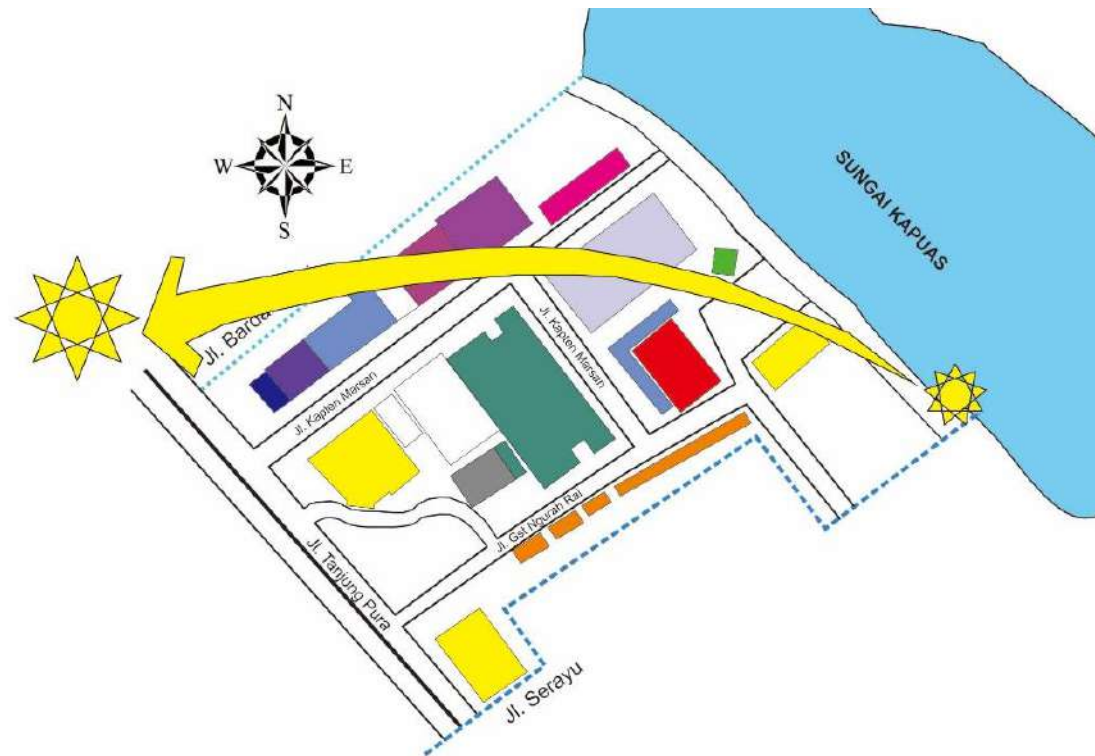 N
W E
S
SUNGAI KAPUAS
Jl. Barda
Jl. Kapten Marsan
Jl. Kapten Marsan
Jl. Gst Ngurah Rai
Jl. Tanjung Pura
Jl. Serayu